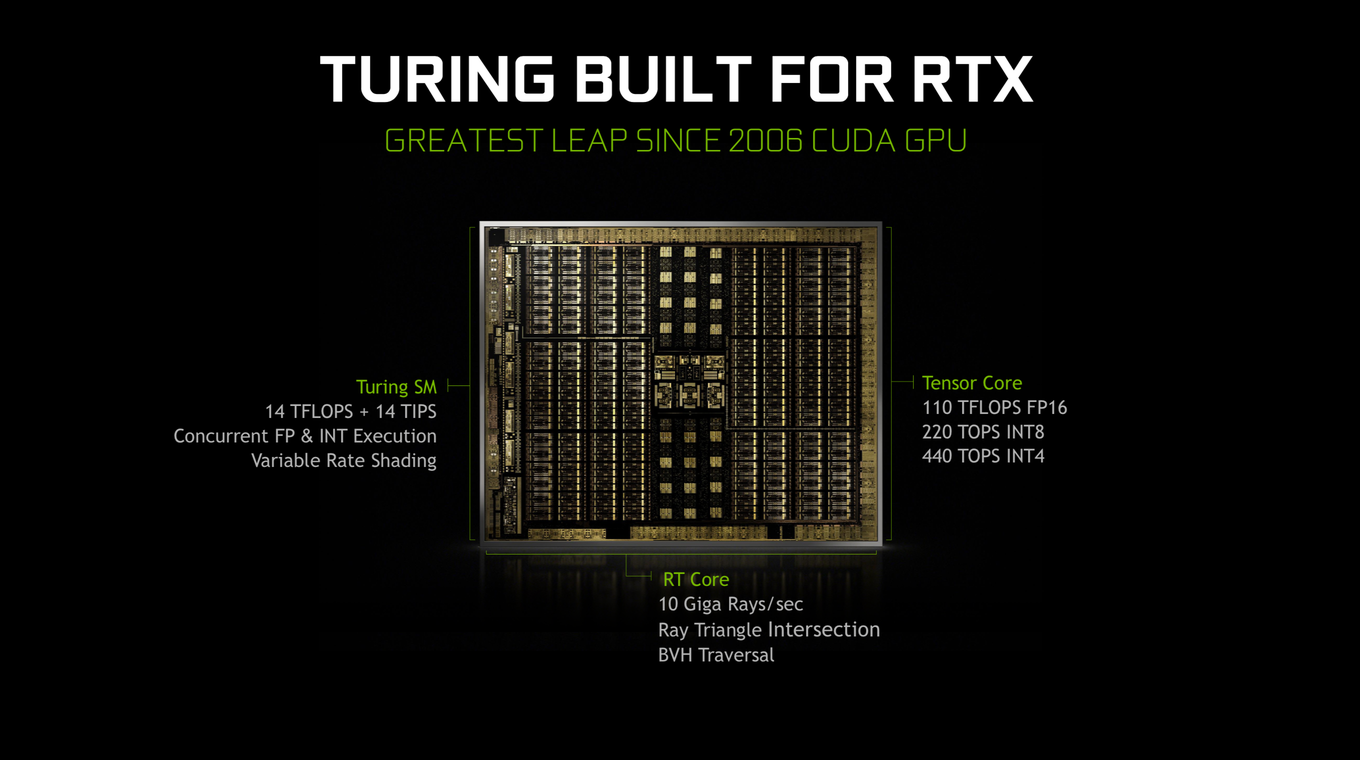 TURING BUILT FOR RTX
GREATEST LEAP SINCE 2006 CUDA GPU
Turing SM
14 TFLOPS + 14 TIPS
Concurrent FP & INT Execution
Variable Rate Shading
Tensor Core
110 TFLOPS FP16
220 TOPS INT8
440 TOPS INT4
RT Core
10 Giga Rays/sec
Ray Triangle Intersection
BVH Traversal